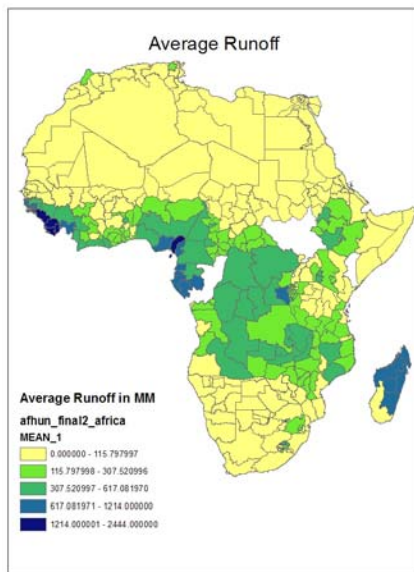 Average Runoff
Average Runoff in MM
afhun_final2_africa
MEAN_1
0.000000 - 115.797997
115.797998 - 307.520996
307.520997 - 617.081970
617.081971 - 1214.000000
1214.000001 - 2444.000000